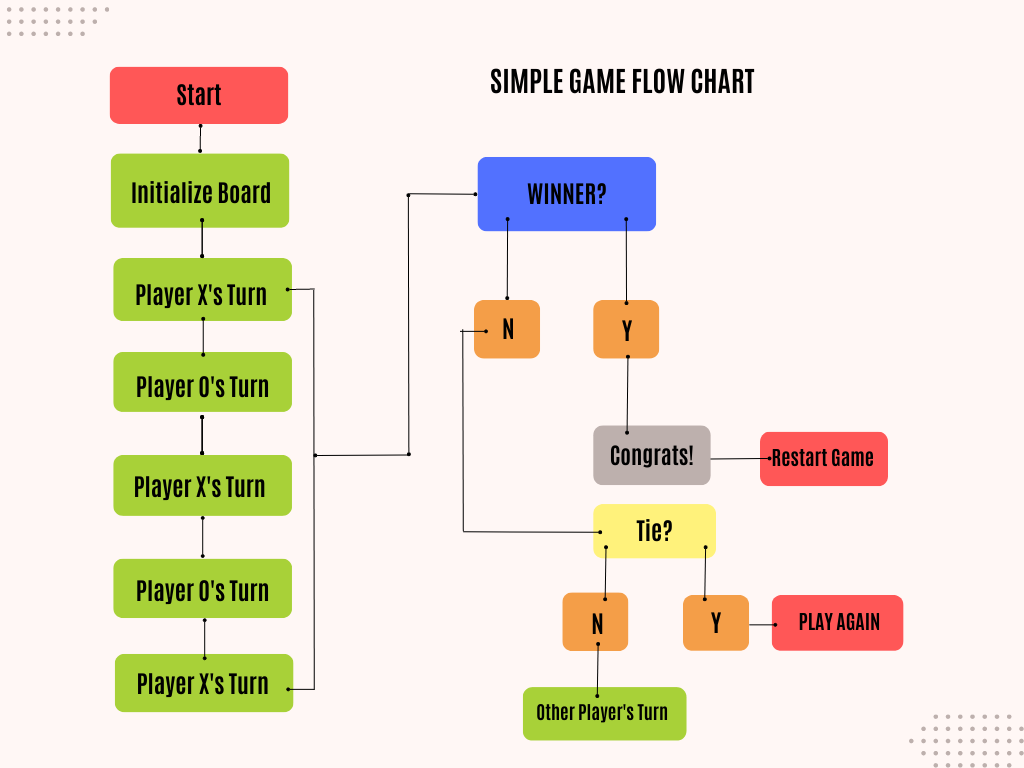 SIMPLE GAME FLOW CHART
Start
Initialize Board
Player X's Turn
Player O's Turn
Player X's Turn
Player O's Turn
Player X's Turn
WINNER?
N
Y
Congrats!
Restart Game
Tie?
N
Y
PLAY AGAIN
Other Player's Turn